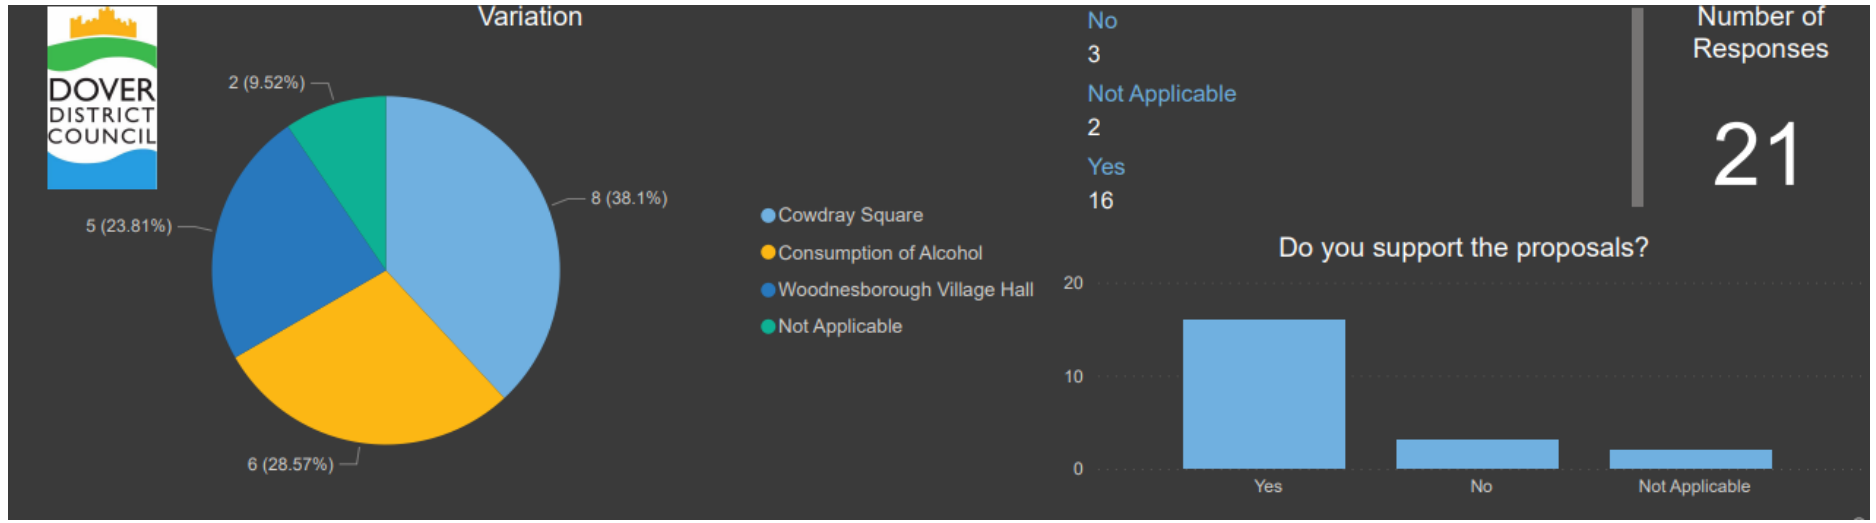 DOVER
DISTRICT
COUNCIL
Variation
2 (9.52%)
8 (38.1%)
5 (23.81%)
6 (28.57%)
Cowdray Square
Consumption of Alcohol
Woodnesborough Village Hall
Not Applicable
No
3
Not Applicable
2
Yes
16
Number of
Responses
21
Do you support the proposals?
20
10
0
Yes
No
Not Applicable